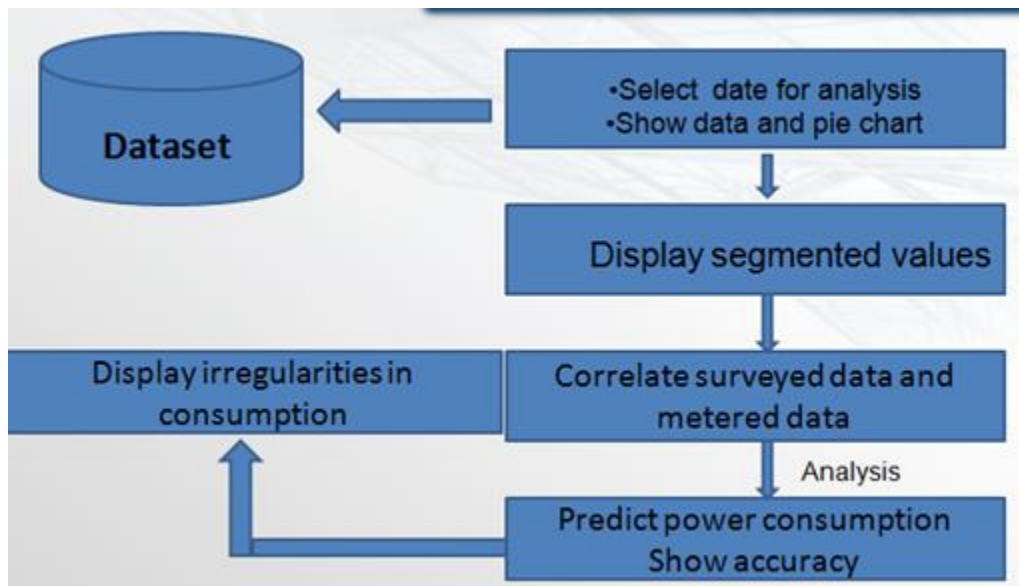 Dataset
•Select date for analysis
•Show data and pie chart
Display segmented values
Display irregularities in
consumption
Correlate surveyed data and
metered data
Analysis
Predict power consumption
Show accuracy